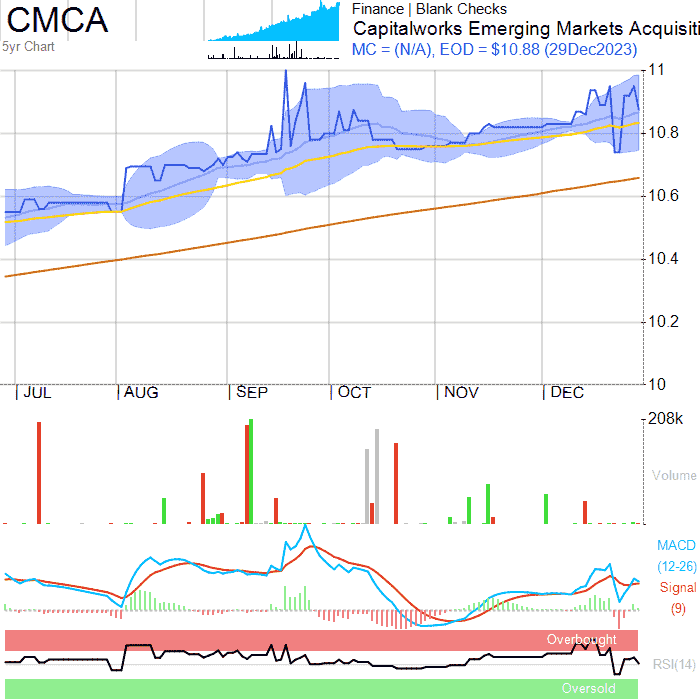 CMCA
5yr Chart
Finance | Blank Checks
Capitalworks Emerging Markets Acquisiti
MC = (N/A), EOD = $10.88 (29Dec2023)
11
10.8
10.6
10.4
10.2
10
JUL AUG SEP OCT NOV DEC
208k
Volume
MACD
(12-26)
Signal
(9)
Overbought
RSI(14)
Oversold